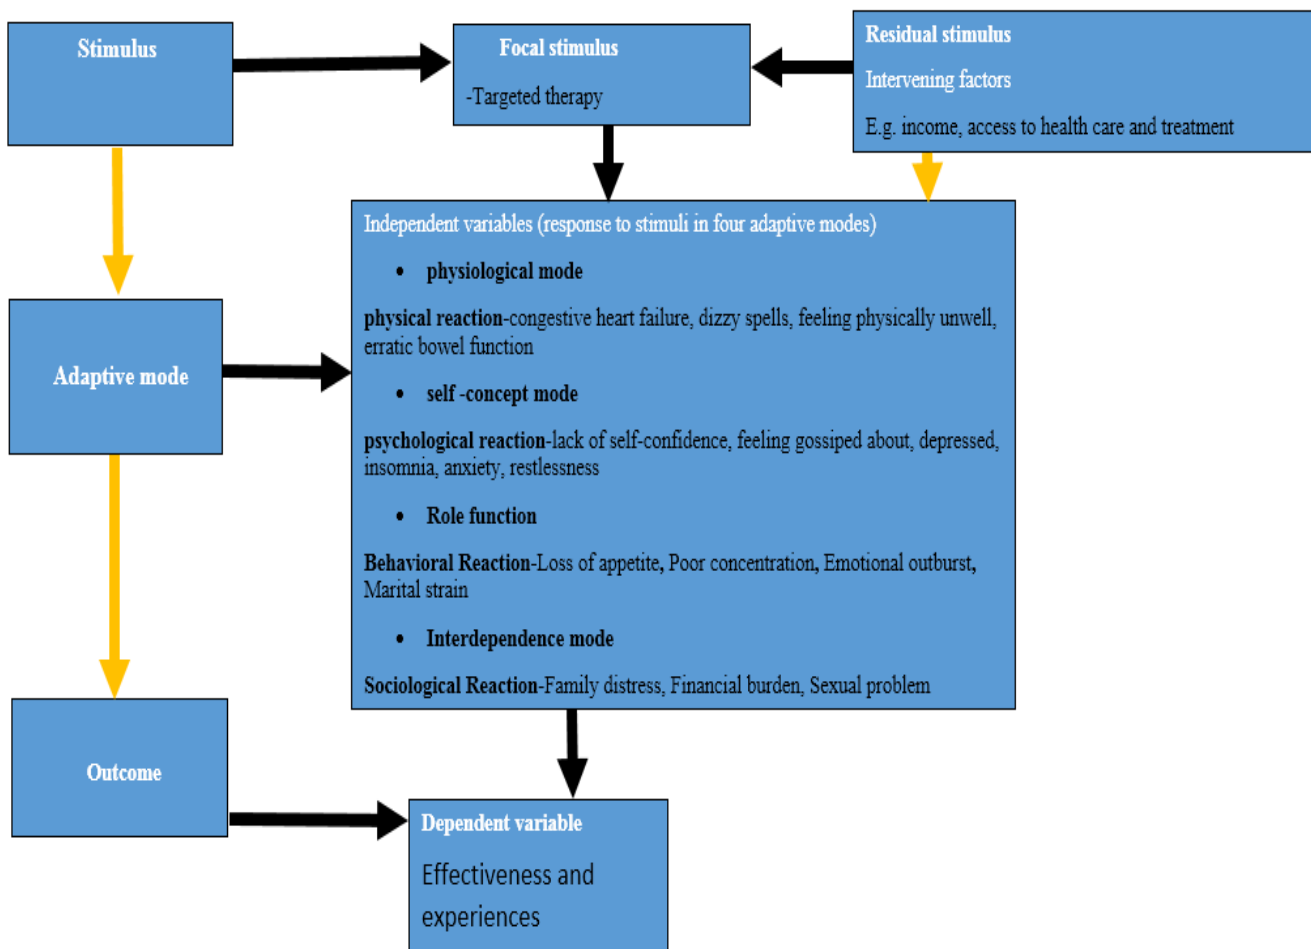 Stimulus
Focal stimulus
-Targeted therapy
Residual stimulus
Intervening factors
E.g. income, access to health care and treatment
Independent variables (response to stimuli in four adaptive modes)
• physiological mode
physical reaction-congestive heart failure, dizzy spells, feeling physically unwell,
erratic bowel function
Adaptive mode
• self -concept mode
psychological reaction-lack of self-confidence, feeling gossiped about, depressed,
insomnia, anxiety, restlessness
• Role function
Behavioral Reaction-Loss of appetite, Poor concentration, Emotional outburst,
Marital strain
• Interdependence mode
Sociological Reaction-Family distress, Financial burden, Sexual problem
Outcome
Dependent variable
Effectiveness and
experiences